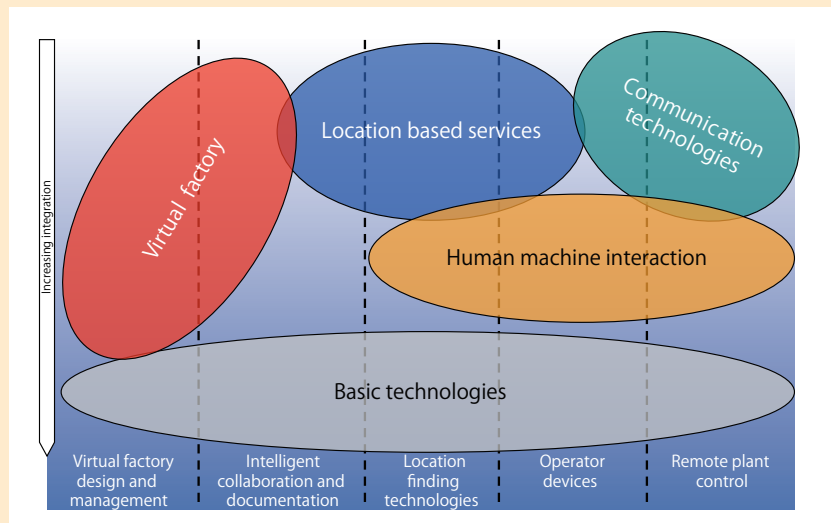 Increasing integration
Virtual factory
Location based services
Communication
technologies
Human machine interaction
Basic technologies
Virtual factory
design and
management
Intelligent
collaboration and
documentation
Location
finding
technologies
Operator
devices
Remote plant
control